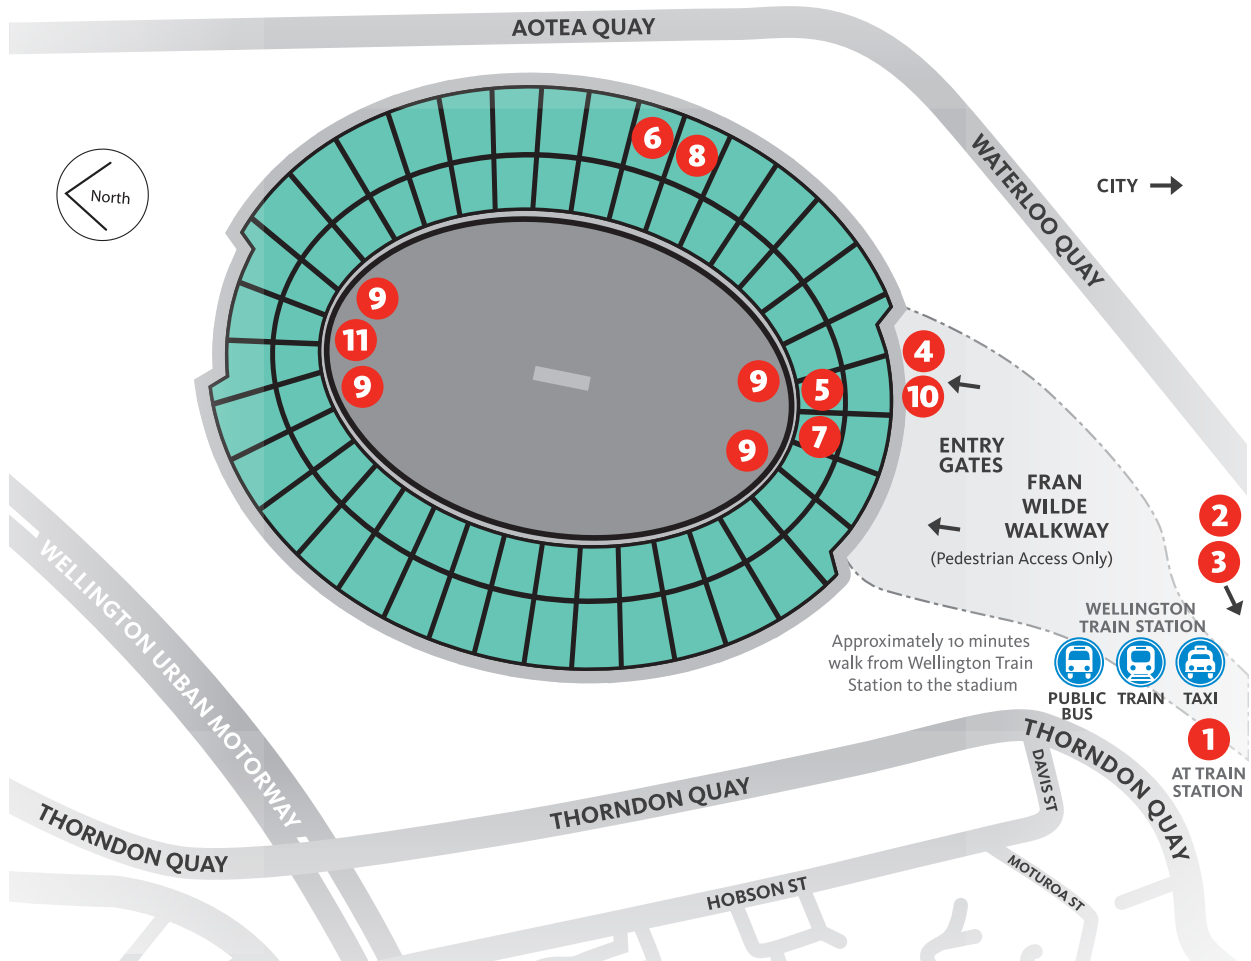 AOTEA QUAY
6
8
WATERLOO QUAY
CITY
North
9
11
9
9
5
4
10
9
7
ENTRY
GATES
FRAN
WILDE
WALKWAY
(Pedestrian Access Only)
2
3
WELLINGTON
TRAIN STATION
Approximately 10 minutes
walk from Wellington Train
Station to the stadium
PUBLIC
BUS
TRAIN
TAXI
1
AT TRAIN
STATION
WELLINGTON URBAN MOTORWAY
THORNDON QUAY
THORNDON QUAY
THORNDON QUAY
DAVIS ST
HOBSON ST
MOTUROA ST